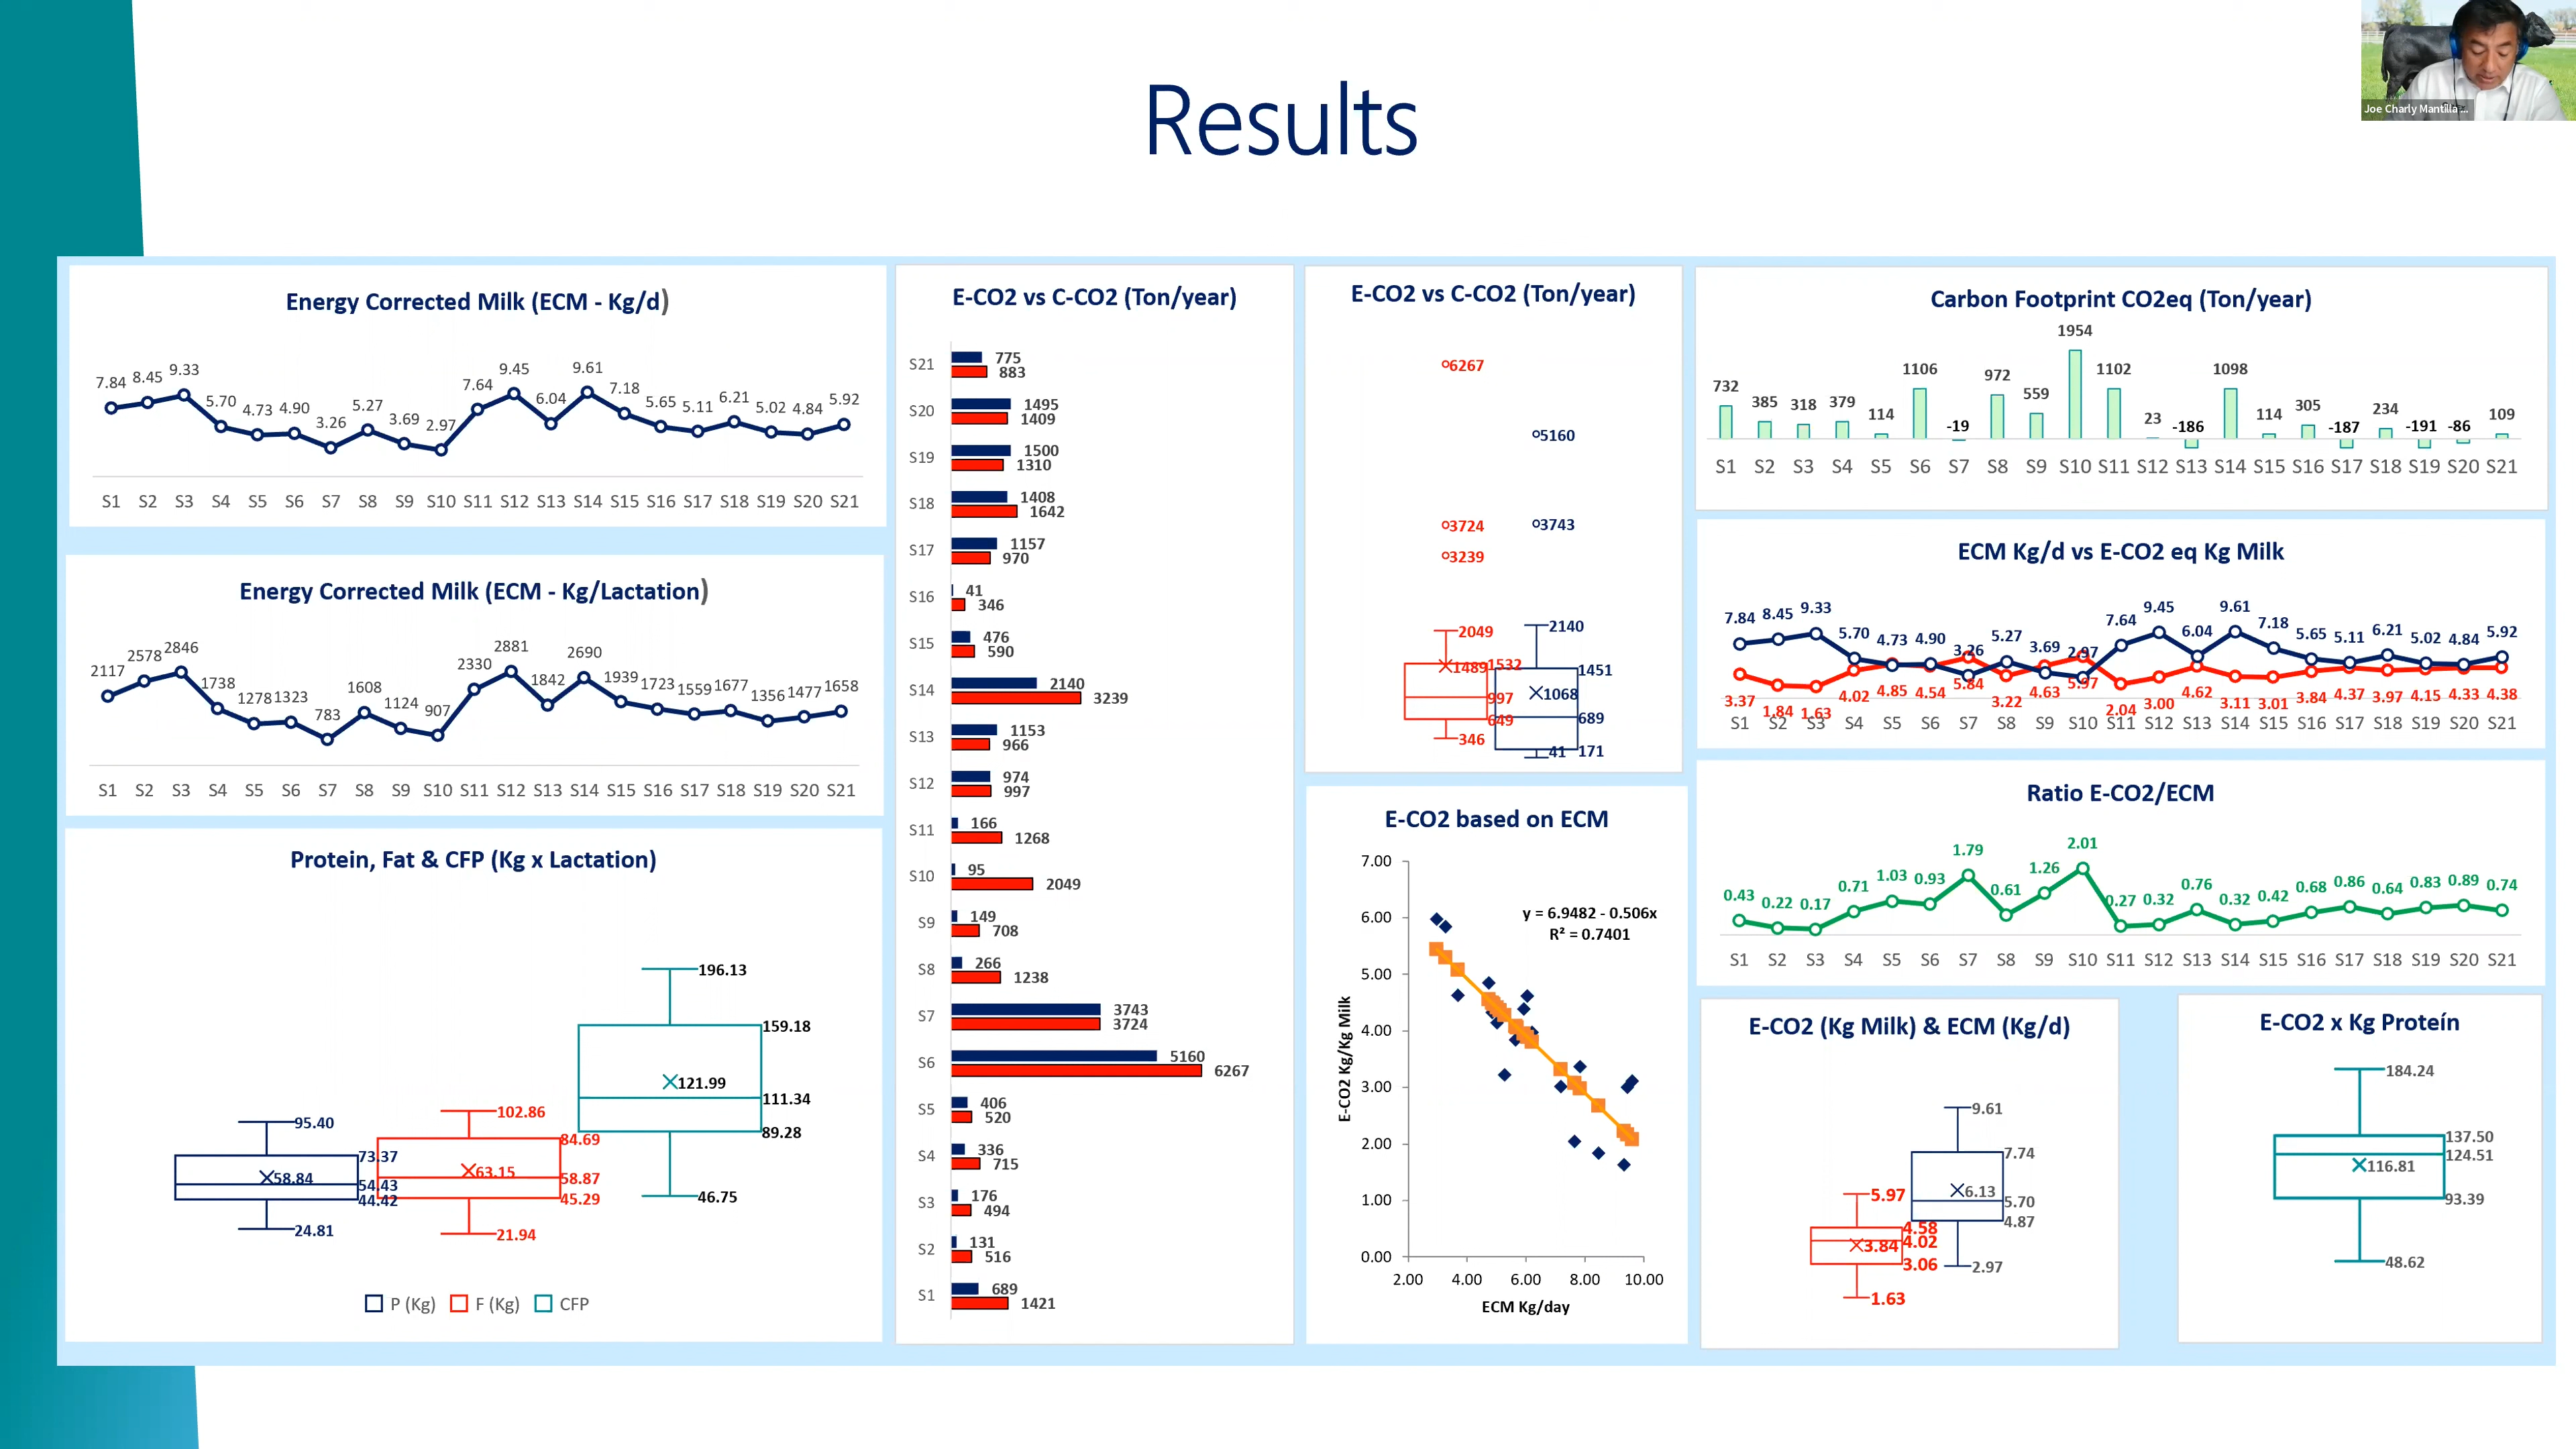 Results
Joe Charly Mantilla ...
Energy Corrected Milk (ECM - Kg/d)
7.84 8.45 9.33 5.70 4.73 4.90 3.26 5.27 3.69 2.97 7.64 9.45 6.04 9.61 7.18 5.65 5.11 6.21 5.02 4.84 5.92
S1 S2 S3 S4 S5 S6 S7 S8 S9 S10 S11 S12 S13 S14 S15 S16 S17 S18 S19 S20 S21
Energy Corrected Milk (ECM - Kg/Lactation)
2117 2578 2846 1738 1278 1323 783 1608 1124 907 2330 2881 1842 2690 1939 1723 1559 1677 1356 1477 1658
S1 S2 S3 S4 S5 S6 S7 S8 S9 S10 S11 S12 S13 S14 S15 S16 S17 S18 S19 S20 S21
Protein, Fat & CFP (Kg x Lactation)
95.40
73.37
58.84
54.43
44.42
24.81
102.86
84.69
63.15
58.87
45.29
21.94
196.13
159.18
121.99
111.34
89.28
46.75
P (Kg) F (Kg) CFP
E-CO2 vs C-CO2 (Ton/year)
S21 775
883
S20 1495
1409
S19 1500
1310
S18 1408
1642
S17 1157
970
S16 41
346
S15 476
590
S14 2140
3239
S13 1153
966
S12 974
997
S11 166
1268
S10 95
2049
S9 149
708
S8 266
1238
S7 3743
3724
S6 5160
6267
S5 406
520
S4 336
715
S3 176
494
S2 131
516
S1 689
1421
E-CO2 vs C-CO2 (Ton/year)
6267
5160
3724 3743
3239
2049 2140
1489 1532 1451
997 1068
649 689
346 41 171
E-CO2 based on ECM
7.00
6.00
5.00
4.00
3.00
2.00
1.00
0.00
y = 6.9482 - 0.506x
R² = 0.7401
E-CO2 Kg/Kg Milk
2.00 4.00 6.00 8.00 10.00
ECM Kg/day
Carbon Footprint CO2eq (Ton/year)
732 385 318 379 114 1106 -19 972 559 1954 1102 23 -186 1098 114 305 -187 234 -191 -86 109
S1 S2 S3 S4 S5 S6 S7 S8 S9 S10 S11 S12 S13 S14 S15 S16 S17 S18 S19 S20 S21
ECM Kg/d vs E-CO2 eq Kg Milk
7.84 8.45 9.33 5.70 4.73 4.90 3.26 5.27 3.69 2.97 7.64 9.45 6.04 9.61 7.18 5.65 5.11 6.21 5.02 4.84 5.92
3.37 1.84 1.63 4.02 4.85 4.54 5.84 3.22 4.63 5.97 2.04 3.00 4.62 3.11 3.01 3.84 4.37 3.97 4.15 4.33 4.38
S1 S2 S3 S4 S5 S6 S7 S8 S9 S10 S11 S12 S13 S14 S15 S16 S17 S18 S19 S20 S21
Ratio E-CO2/ECM
0.43 0.22 0.17 0.71 1.03 0.93 1.79 0.61 1.26 2.01 0.27 0.32 0.76 0.32 0.42 0.68 0.86 0.64 0.83 0.89 0.74
S1 S2 S3 S4 S5 S6 S7 S8 S9 S10 S11 S12 S13 S14 S15 S16 S17 S18 S19 S20 S21
E-CO2 (Kg Milk) & ECM (Kg/d)
5.97
4.58
3.84 4.02
3.06
1.63
9.61
7.74
6.13
5.70
4.87
2.97
E-CO2 x Kg Proteín
184.24
137.50
124.51
116.81
93.39
48.62